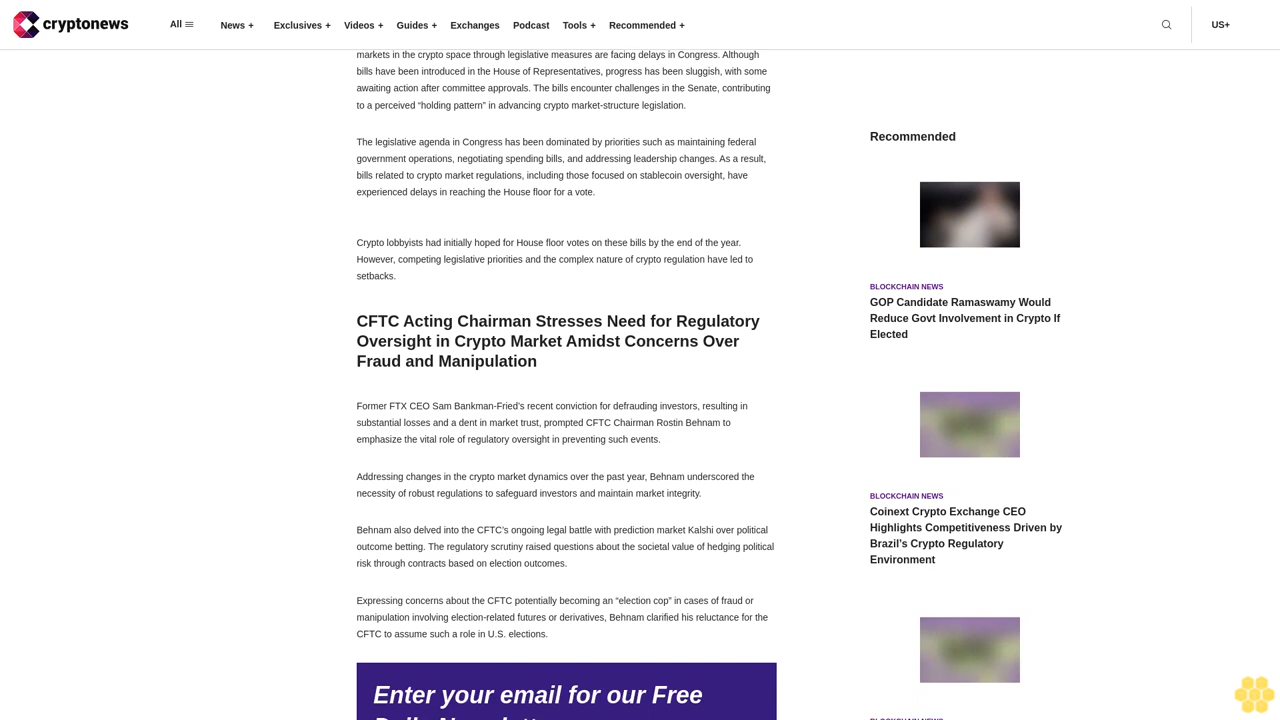 cryptonews
All
News +
Exclusives +
Videos +
Guides +
Exchanges
Podcast
Tools +
Recommended +
US+
markets in the crypto space through legislative measures are facing delays in Congress. Although
bills have been introduced in the House of Representatives, progress has been sluggish, with some
awaiting action after committee approvals. The bills encounter challenges in the Senate, contributing
to a perceived “holding pattern” in advancing crypto market-structure legislation.
The legislative agenda in Congress has been dominated by priorities such as maintaining federal
government operations, negotiating spending bills, and addressing leadership changes. As a result,
bills related to crypto market regulations, including those focused on stablecoin oversight, have
experienced delays in reaching the House floor for a vote.
Crypto lobbyists had initially hoped for House floor votes on these bills by the end of the year.
However, competing legislative priorities and the complex nature of crypto regulation have led to
setbacks.
CFTC Acting Chairman Stresses Need for Regulatory
Oversight in Crypto Market Amidst Concerns Over
Fraud and Manipulation
Former FTX CEO Sam Bankman-Fried’s recent conviction for defrauding investors, resulting in
substantial losses and a dent in market trust, prompted CFTC Chairman Rostin Behnam to
emphasize the vital role of regulatory oversight in preventing such events.
Addressing changes in the crypto market dynamics over the past year, Behnam underscored the
necessity of robust regulations to safeguard investors and maintain market integrity.
Behnam also delved into the CFTC’s ongoing legal battle with prediction market Kalshi over political
outcome betting. The regulatory scrutiny raised questions about the societal value of hedging political
risk through contracts based on election outcomes.
Expressing concerns about the CFTC potentially becoming an “election cop” in cases of fraud or
manipulation involving election-related futures or derivatives, Behnam clarified his reluctance for the
CFTC to assume such a role in U.S. elections.
Enter your email for our Free
Recommended
BLOCKCHAIN NEWS
GOP Candidate Ramaswamy Would
Reduce Govt Involvement in Crypto If
Elected
BLOCKCHAIN NEWS
Coinext Crypto Exchange CEO
Highlights Competitiveness Driven by
Brazil’s Crypto Regulatory
Environment